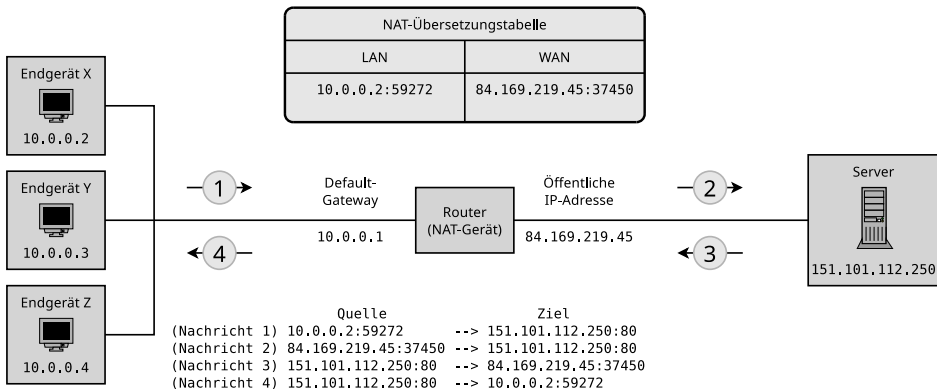 NAT-Übersetzungstabelle
LAN WAN
10.0.0.2:59272 84.169.219.45:37450
Endgerät X
10.0.0.2
Endgerät Y
10.0.0.3
Endgerät Z
10.0.0.4
1
4
Default-
Gateway
10.0.0.1
Router
(NAT-Gerät)
Öffentliche
IP-Adresse
84.169.219.45
2
3
Server
151.101.112.250
Quelle Ziel
(Nachricht 1) 10.0.0.2:59272 --> 151.101.112.250:80
(Nachricht 2) 84.169.219.45:37450 --> 151.101.112.250:80
(Nachricht 3) 151.101.112.250:80 --> 84.169.219.45:37450
(Nachricht 4) 151.101.112.250:80 --> 10.0.0.2:59272